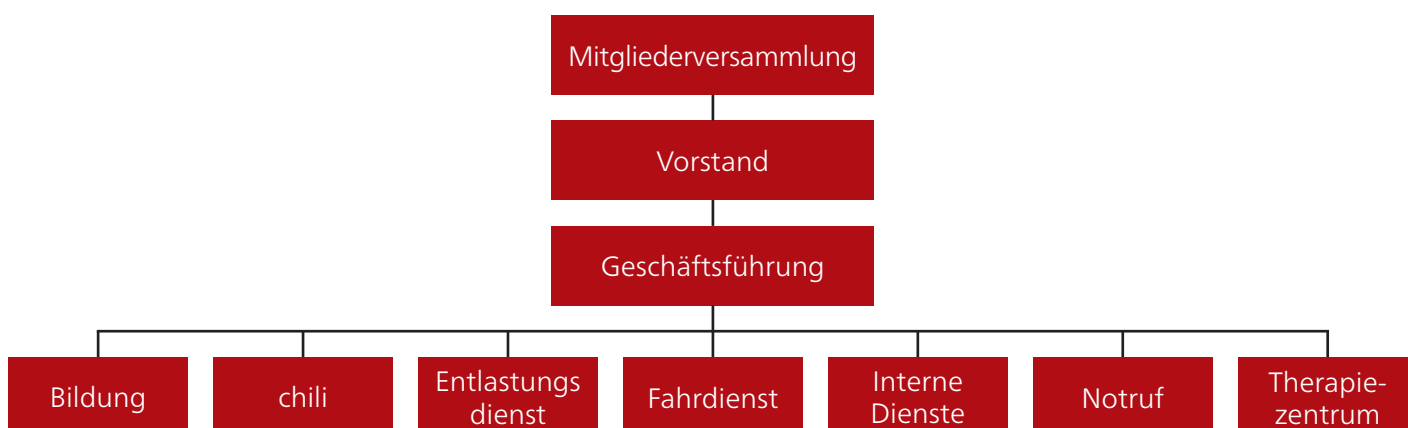 Mitgliederversammlung
Vorstand
Geschäftsführung
Bildung
chili
Entlastungs
dienst
Fahrdienst
Interne
Dienste
Notruf
Therapie-
zentrum